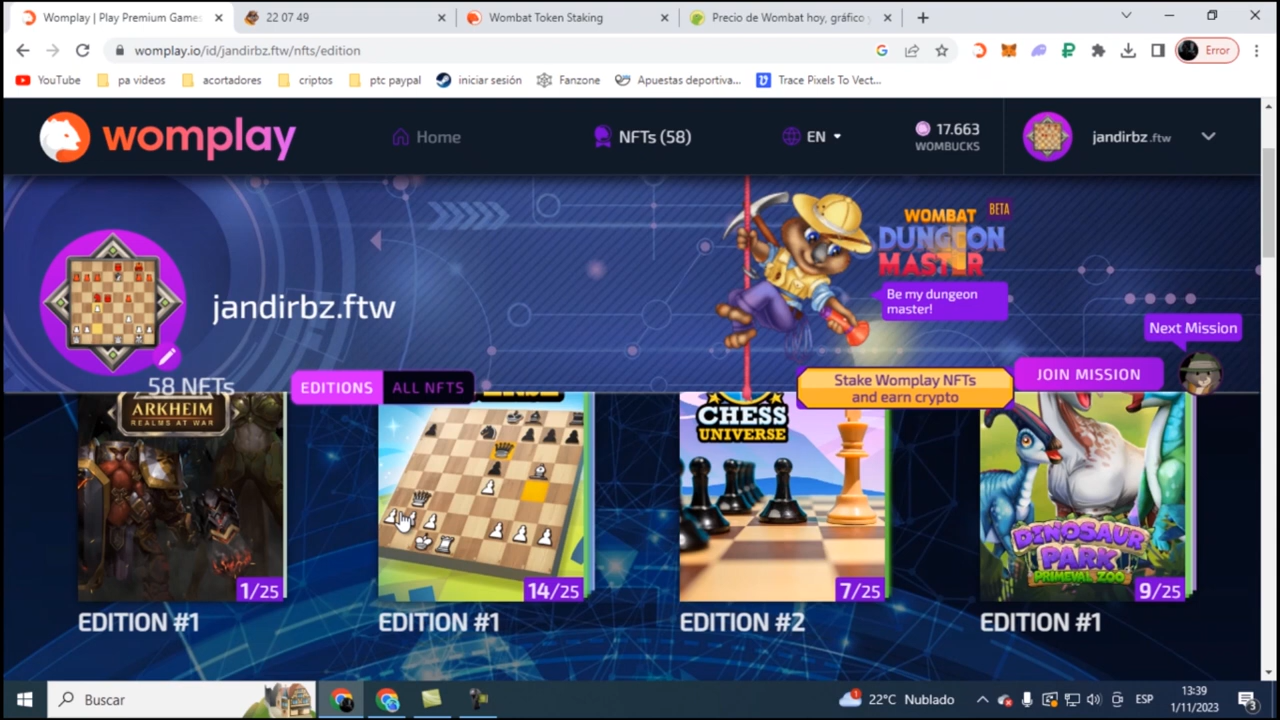 Womplay | Play Premium Games
22 07 49
Wombat Token Staking
Precio de Wombat hoy, gráfico y
womplay.io/id/jandirbz.ftw/nfts/edition
Error
YouTube
pa videos
acortadores
criptos
ptc paypal
iniciar sesión
Fanzone
Apuestas deportiva...
Trace Pixels To Vect...
womplay
Home
NFTs (58)
EN
17.663
WOMBUCKS
jandirbz.ftw
WOMBAT
BETA
DUNGEON
MASTER
Be my dungeon
master!
jandirbz.ftw
Next Mission
58 NFTs
EDITIONS
ALL NFTS
Stake Womplay NFTs
and earn crypto
JOIN MISSION
ARKHEIM
REALMS AT WAR
CHESS
UNIVERSE
DINOSAUR
PARK
PRIMEVAL ZOO
1/25
14/25
7/25
9/25
EDITION #1
EDITION #1
EDITION #2
EDITION #1
Buscar
1
22°C Nublado
ESP
13:39
1/11/2023
3